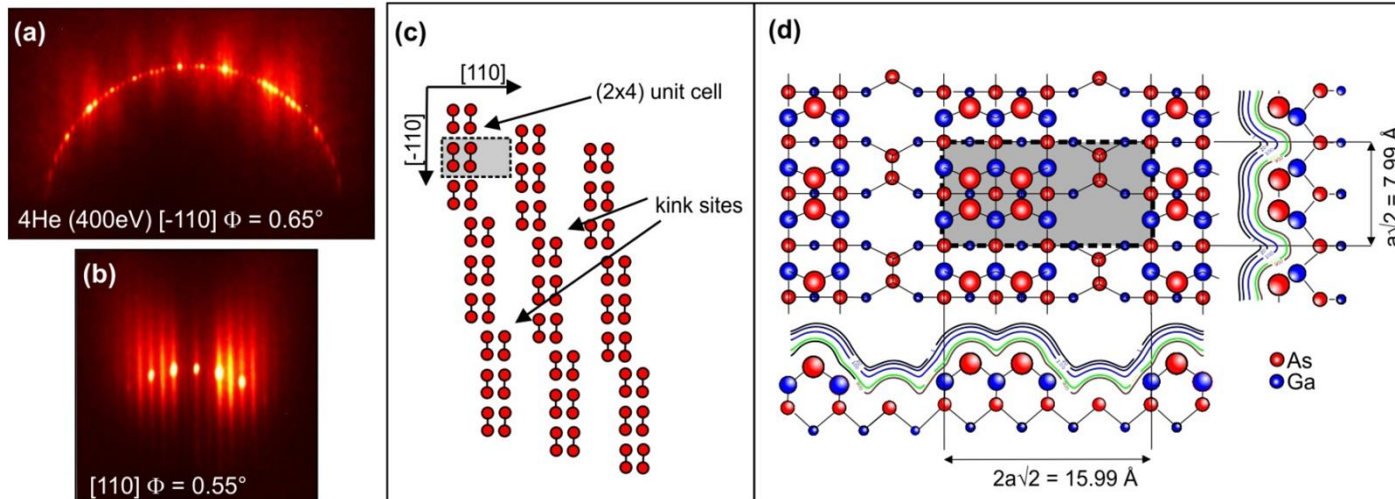 (a)
4He (400eV) [-110] Φ = 0.65°
(b)
[110] Φ = 0.55°
(c)
[110]
[-110]
(2x4) unit cell
kink sites
(d)
a√2 = 7.99 Å
As
Ga
2a√2 = 15.99 Å